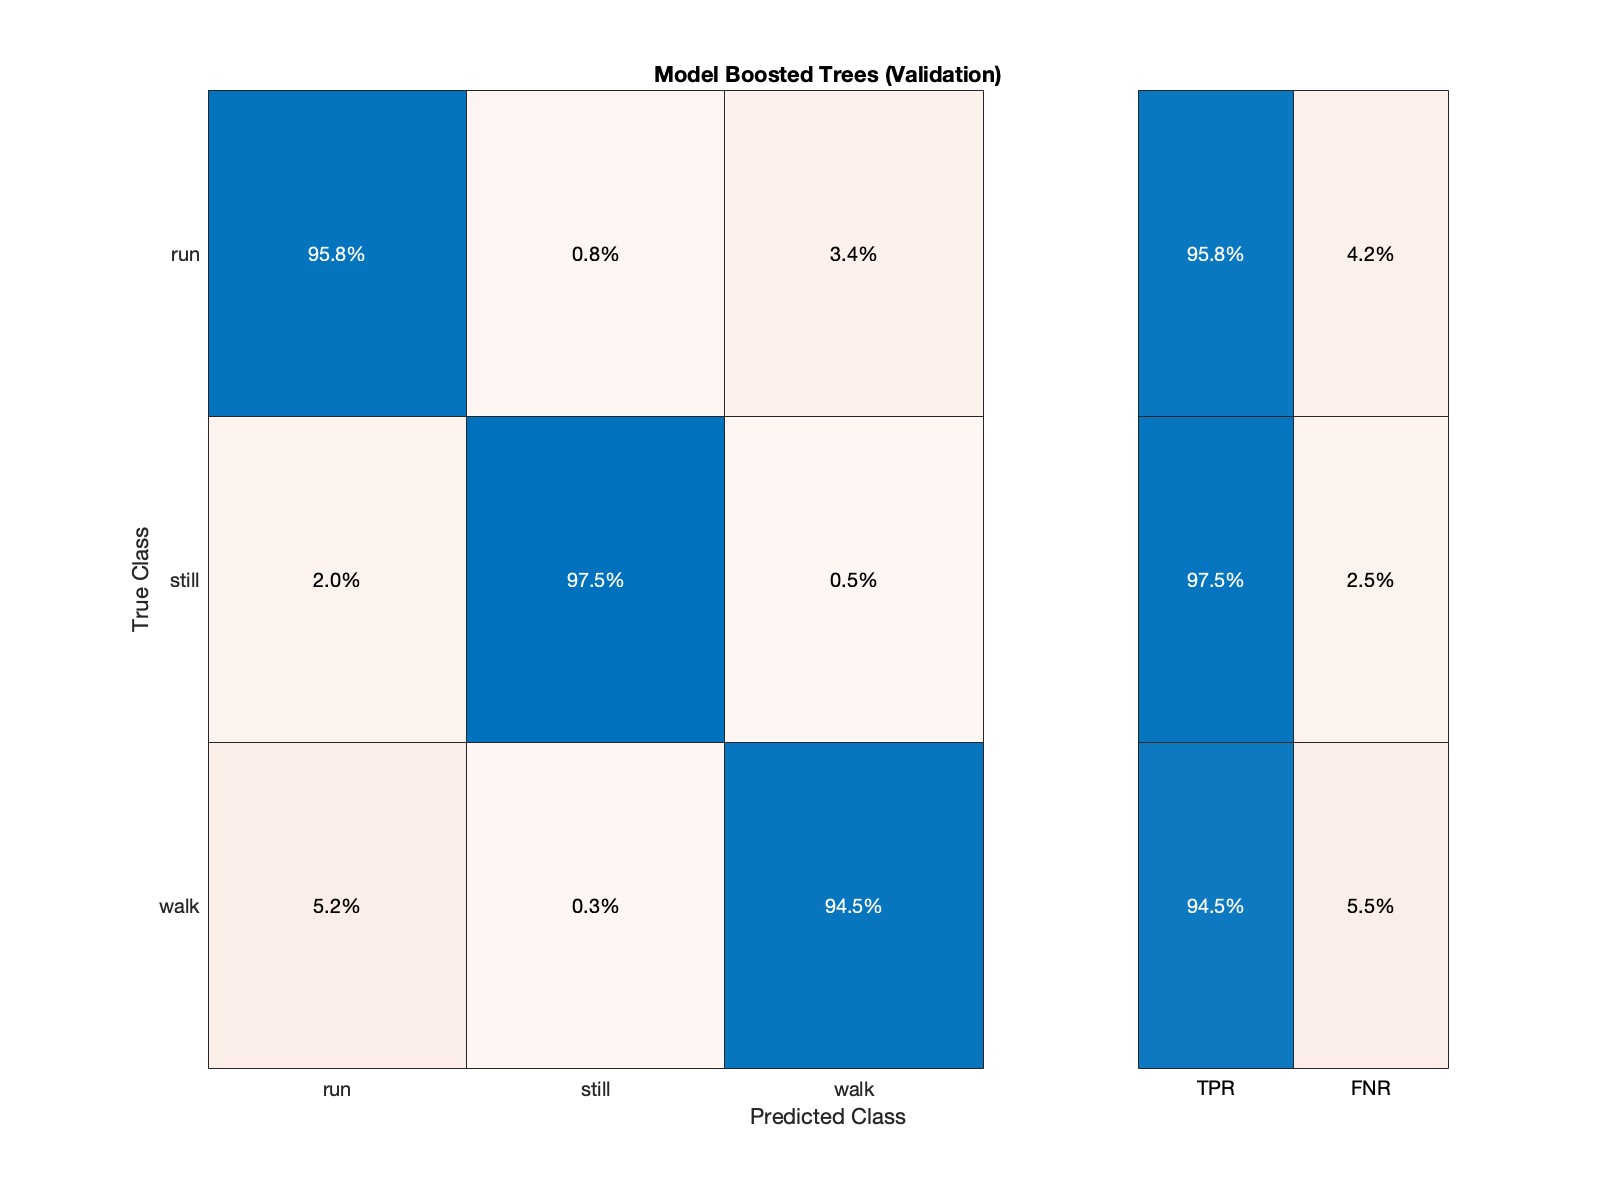 Model Boosted Trees (Validation)
run 95.8% 0.8% 3.4% 95.8% 4.2%
True Class
still 2.0% 97.5% 0.5% 97.5% 2.5%
walk 5.2% 0.3% 94.5% 94.5% 5.5%
run still walk TPR FNR
Predicted Class